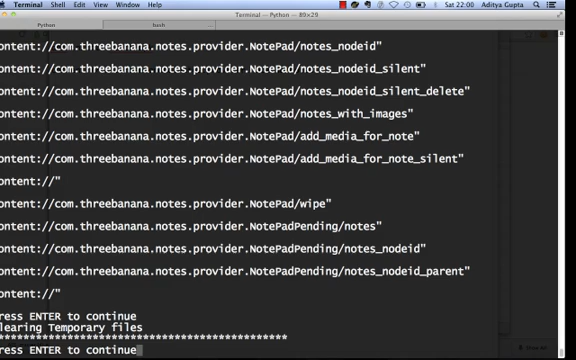 Terminal Shell Edit View Window Help Sat 22:00 Aditya Gupta
Terminal — Python — 89×29
Python bash
ontent://com.threebanana.notes.provider.NotePad/notes_nodeid"
ontent://com.threebanana.notes.provider.NotePad/notes_nodeid_silent"
ontent://com.threebanana.notes.provider.NotePad/notes_nodeid_silent_delete"
ontent://com.threebanana.notes.provider.NotePad/notes_with_images"
ontent://com.threebanana.notes.provider.NotePad/add_media_for_note"
ontent://com.threebanana.notes.provider.NotePad/add_media_for_note_silent"
ontent://"
ontent://com.threebanana.notes.provider.NotePad/wipe"
ontent://com.threebanana.notes.provider.NotePadPending/notes"
ontent://com.threebanana.notes.provider.NotePadPending/notes_nodeid"
ontent://com.threebanana.notes.provider.NotePadPending/notes_nodeid_parent"
ontent://"
ress ENTER to continue
learing Temporary files
************************************************
ress ENTER to continue